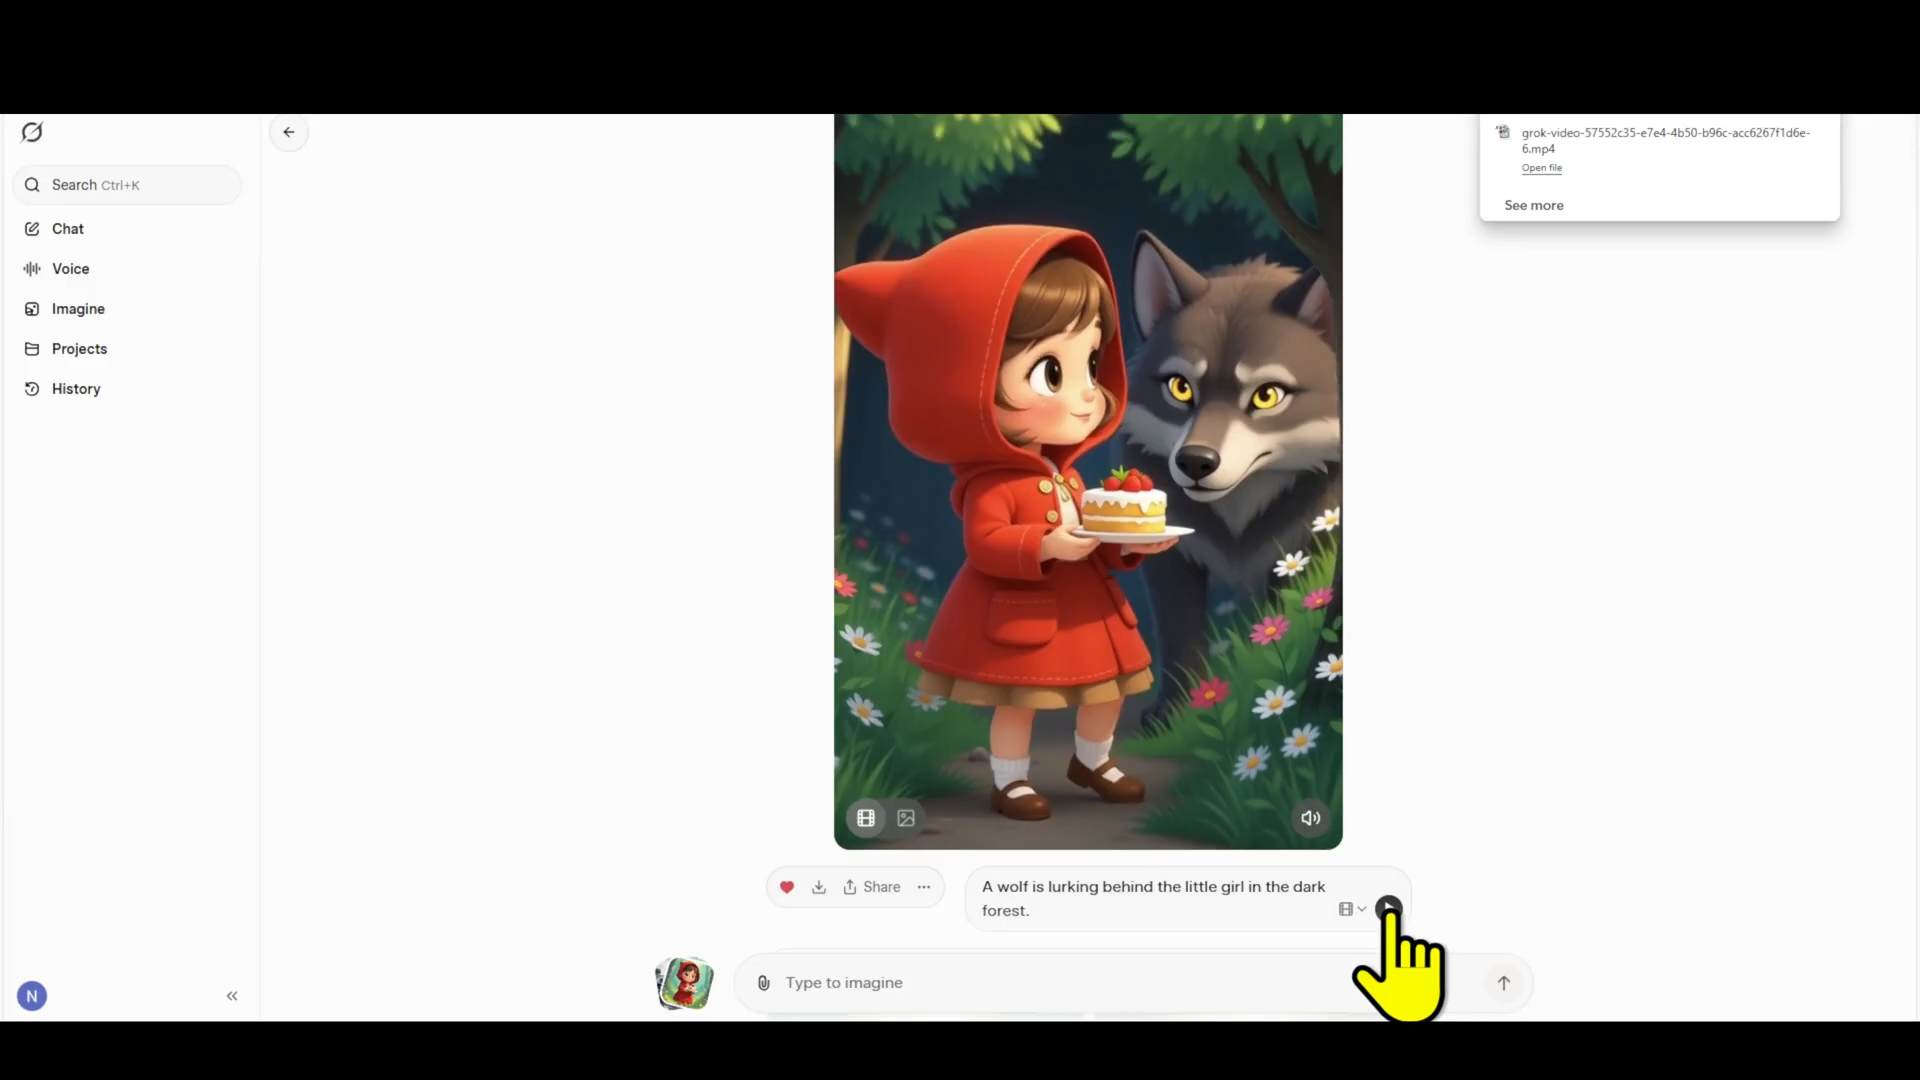 Search Ctrl+K
Chat
Voice
Imagine
Projects
History
N
grok-video-57552c35-e7e4-4b50-b96c-acc6267f1d6e-
6.mp4
Open file
See more
Share
A wolf is lurking behind the little girl in the dark
forest.
Type to imagine